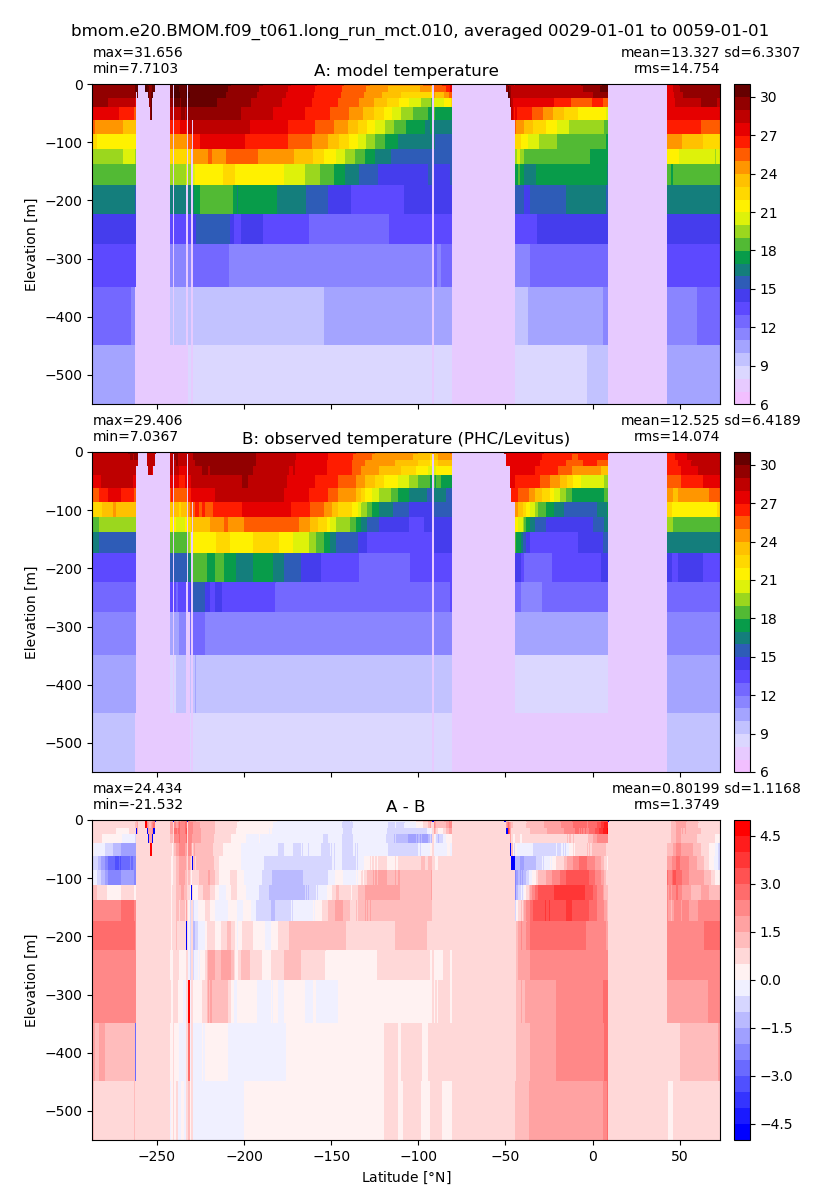 bmom.e20.BMOM.f09_t061.long_run_mct.010, averaged 0029-01-01 to 0059-01-01
max=31.656
mean=13.327 sd=6.3307
min=7.7103
A: model temperature
rms=14.754
0
−100
−200
−300
−400
−500
Elevation [m]
30
27
24
21
18
15
12
9
6
max=29.406
mean=12.525 sd=6.4189
min=7.0367
B: observed temperature (PHC/Levitus)
rms=14.074
0
−100
−200
−300
−400
−500
Elevation [m]
30
27
24
21
18
15
12
9
6
max=24.434
mean=0.80199 sd=1.1168
min=-21.532
A - B
rms=1.3749
0
−100
−200
−300
−400
−500
Elevation [m]
4.5
3.0
1.5
0.0
−1.5
−3.0
−4.5
−250 −200 −150 −100 −50 0 50
Latitude [°N]